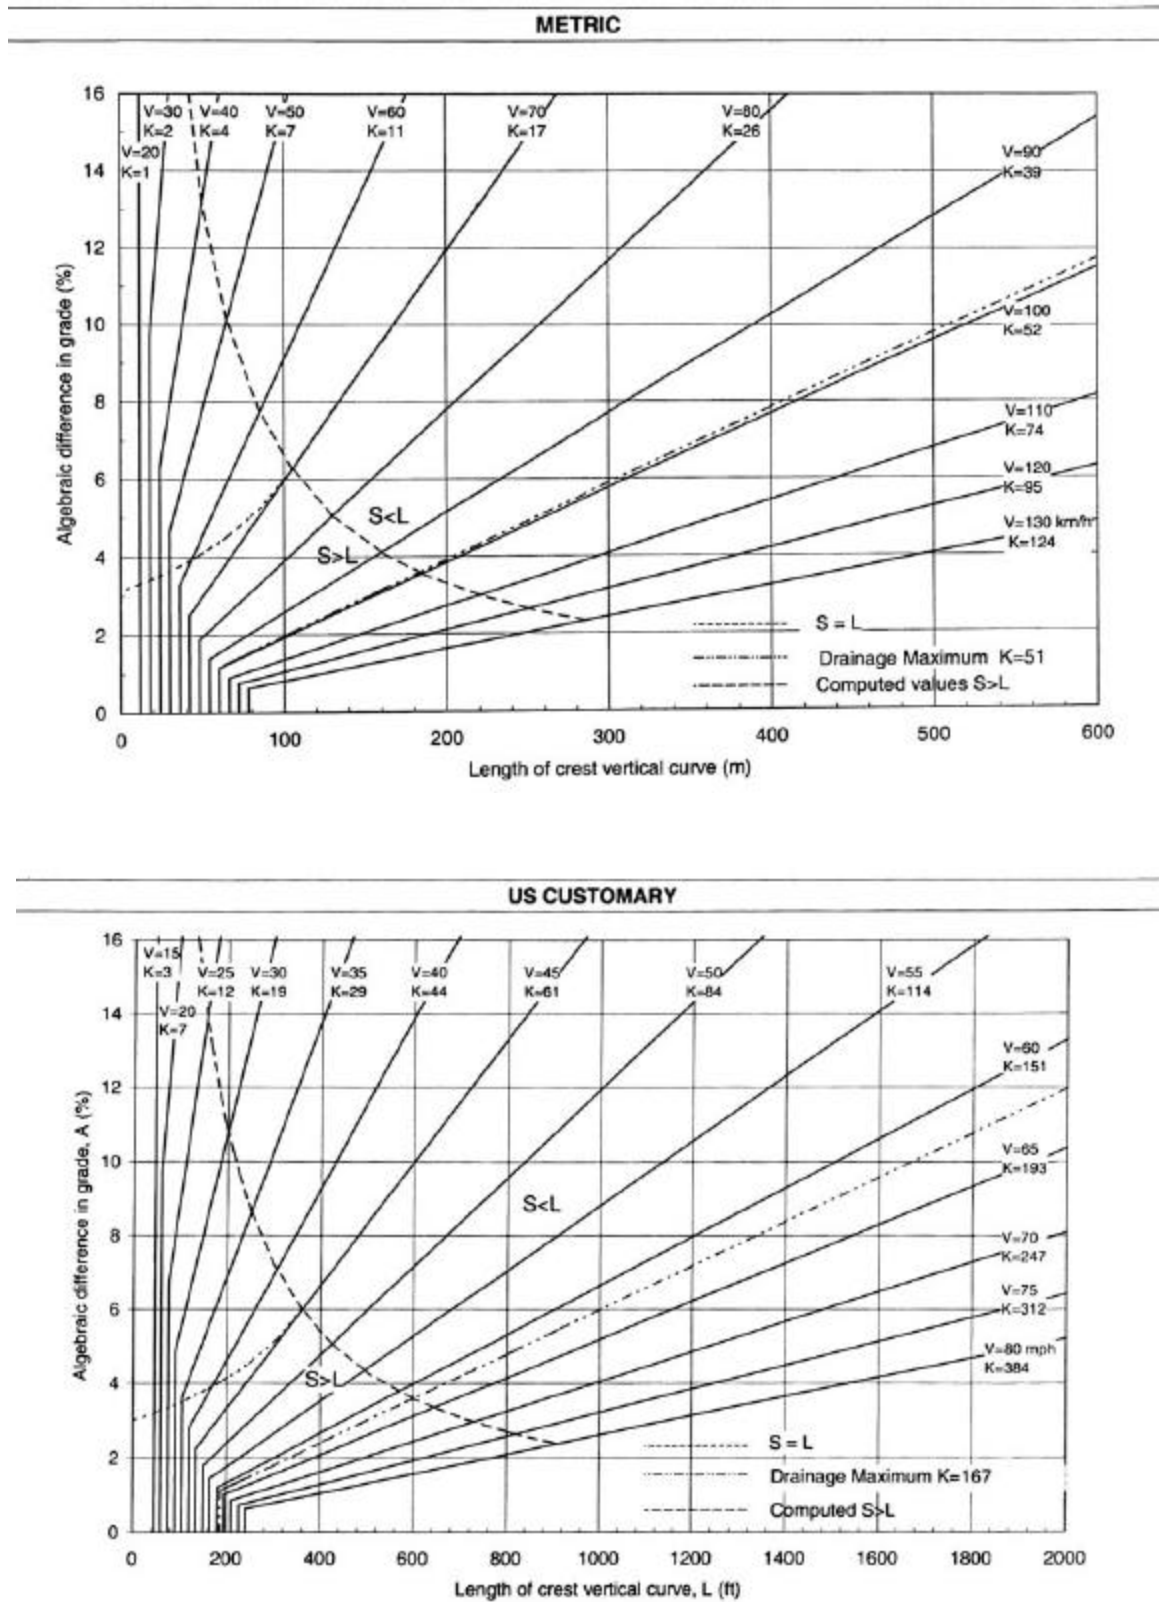 METRIC
16
V=30 V=40 V=50 V=60 V=70 V=80
K=2 K=4 K=7 K=11 K=17 K=26
V=20
K=1
V=90
K=39
14
12
10
V=100
K=52
8
V=110
K=74
6
V=120
K=95
S<L
V=130 km/h
K=124
S>L
4
2
0
S = L
Drainage Maximum K=51
Computed values S>L
Algebraic difference in grade (%)
0 100 200 300 400 500 600
Length of crest vertical curve (m)
US CUSTOMARY
16
V=15
K=3
V=25 V=30 V=35 V=40 V=45 V=50 V=55
K=12 K=19 K=29 K=44 K=61 K=84 K=114
V=20
K=7
14
V=60
K=151
12
10
V=65
K=193
S<L
8
V=70
K=247
6
V=75
K=312
V=80 mph
K=384
S>L
4
2
0
S = L
Drainage Maximum K=167
Computed S>L
Algebraic difference in grade, A (%)
0 200 400 600 800 1000 1200 1400 1600 1800 2000
Length of crest vertical curve, L (ft)